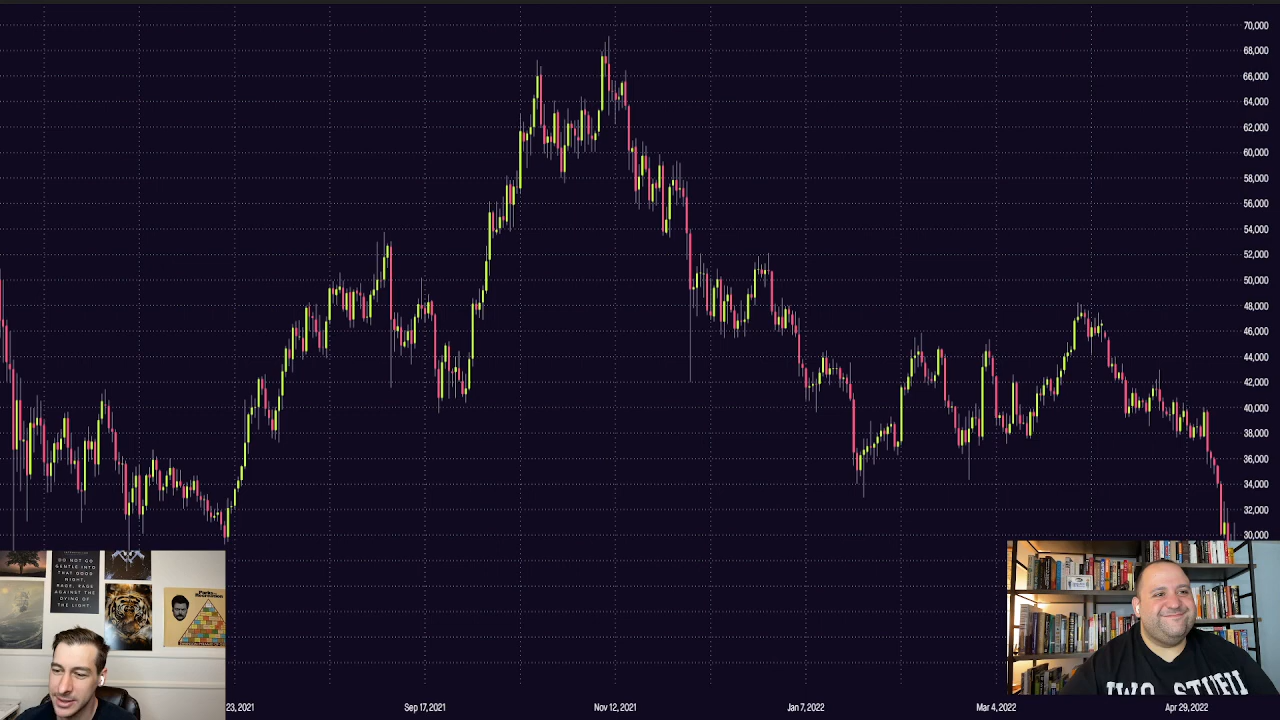 70,000
68,000
66,000
64,000
62,000
60,000
58,000
56,000
54,000
52,000
50,000
48,000
46,000
44,000
42,000
40,000
38,000
36,000
34,000
32,000
30,000
DO NOT GO
GENTLE INTO
THAT GOOD
NIGHT
RAGE, RAGE
AGAINST THE
DYING OF
THE LIGHT
Parks and
Recreation
23, 2021
Sep 17, 2021
Nov 12, 2021
Jan 7, 2022
Mar 4, 2022
Apr 29, 2022